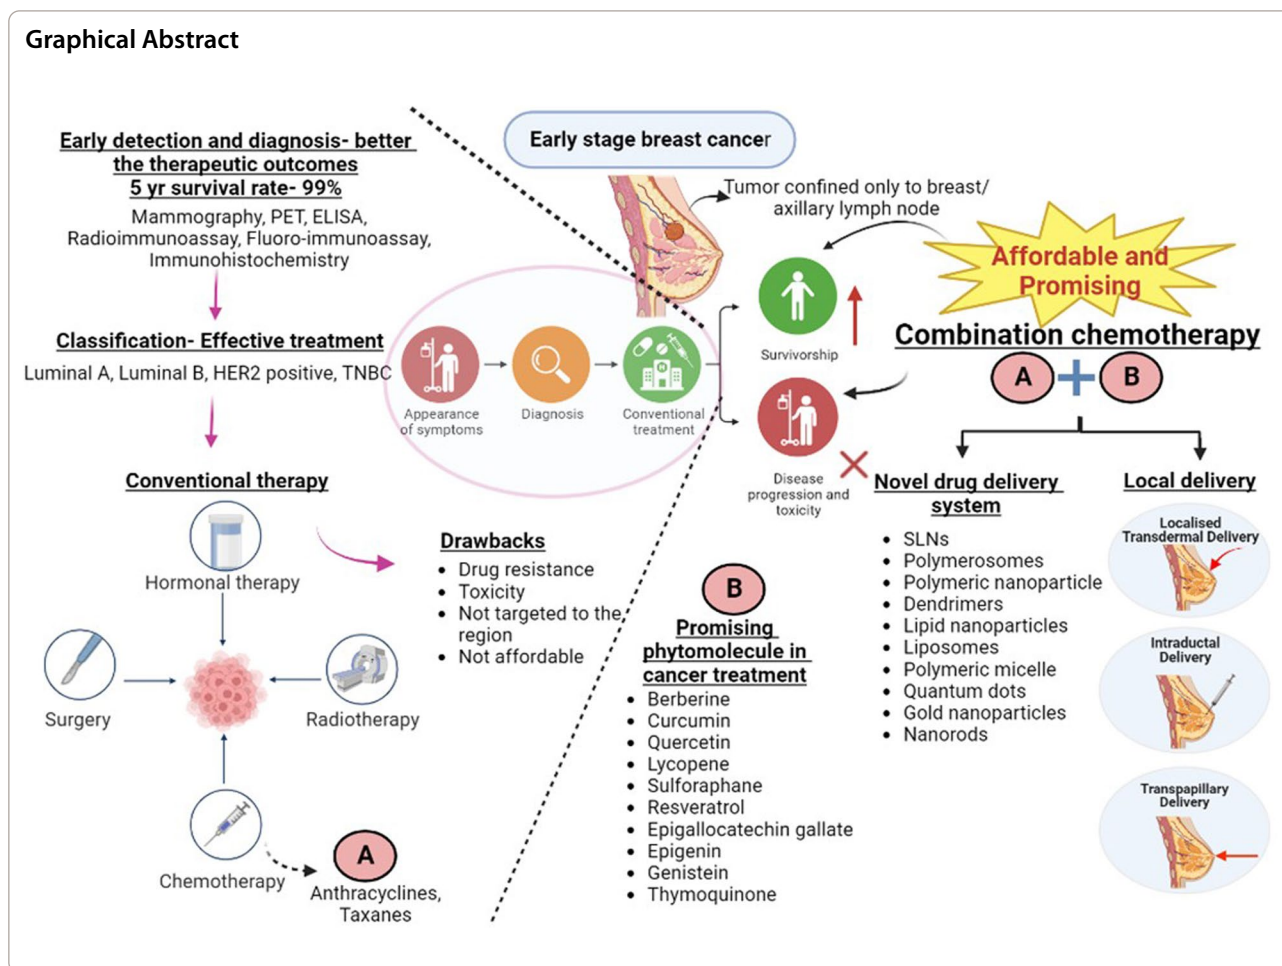 Graphical Abstract
Early detection and diagnosis- better
the therapeutic outcomes
5 yr survival rate- 99%
Mammography, PET, ELISA,
Radioimmunoassay, Fluoro-immunoassay,
Immunohistochemistry
Classification- Effective treatment
Luminal A, Luminal B, HER2 positive, TNBC
Conventional therapy
Hormonal therapy
Surgery
Radiotherapy
Chemotherapy
A
Anthracyclines,
Taxanes
Drawbacks
• Drug resistance
• Toxicity
• Not targeted to the
region
• Not affordable
Early stage breast cancer
Tumor confined only to breast/
axillary lymph node
Appearance
of symptoms
Diagnosis
H
Conventional
treatment
Survivorship
Disease
progression and
toxicity
Affordable and
Promising
Combination chemotherapy
A + B
B
Promising
phytomolecule in
cancer treatment
• Berberine
• Curcumin
• Quercetin
• Lycopene
• Sulforaphane
• Resveratrol
• Epigallocatechin gallate
• Epigenin
• Genistein
• Thymoquinone
Novel drug delivery
system
• SLNs
• Polymerosomes
• Polymeric nanoparticle
• Dendrimers
• Lipid nanoparticles
• Liposomes
• Polymeric micelle
• Quantum dots
• Gold nanoparticles
• Nanorods
Local delivery
Localised
Transdermal Delivery
Intraductal
Delivery
Transpapillary
Delivery